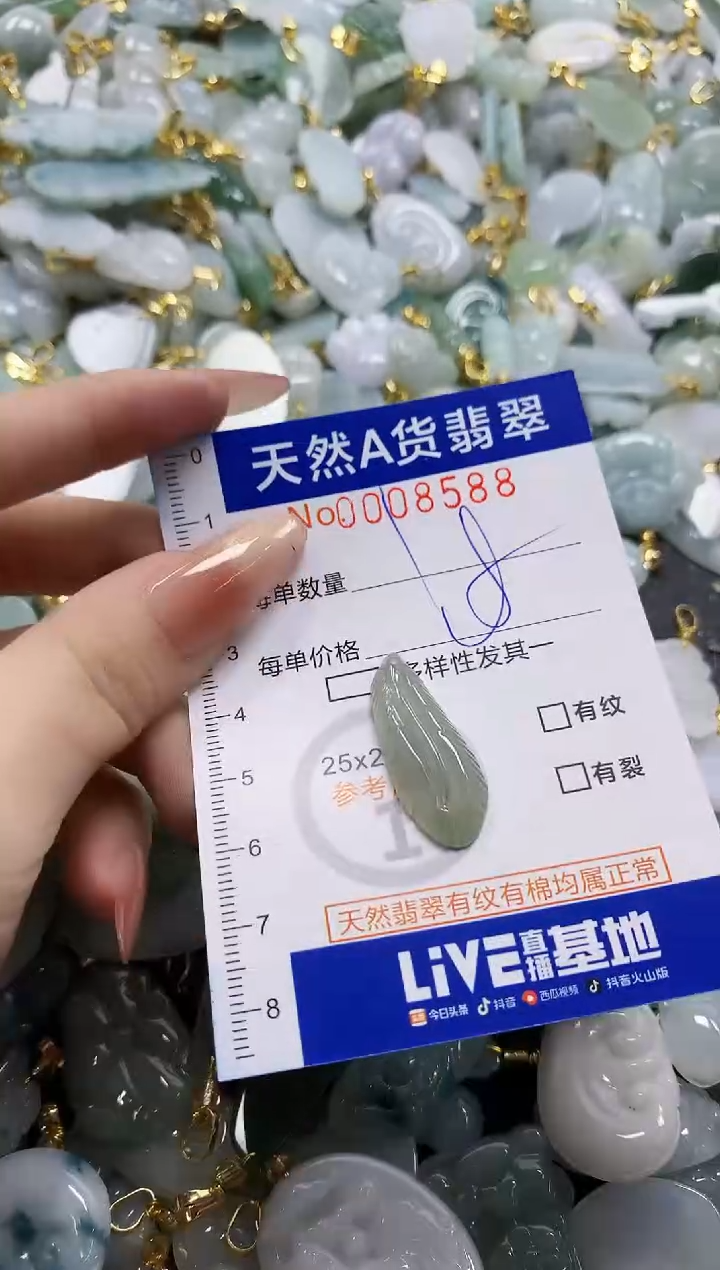 0
天然A货翡翠
1
No.0008588
单数量
3
每单价格
样性发其一
4
有纹
5
25x2
参考
有裂
6
天然翡翠有纹有棉均属正常
7
LiVE直播基地
8
今日头条 抖音 西瓜视频 抖音火山版